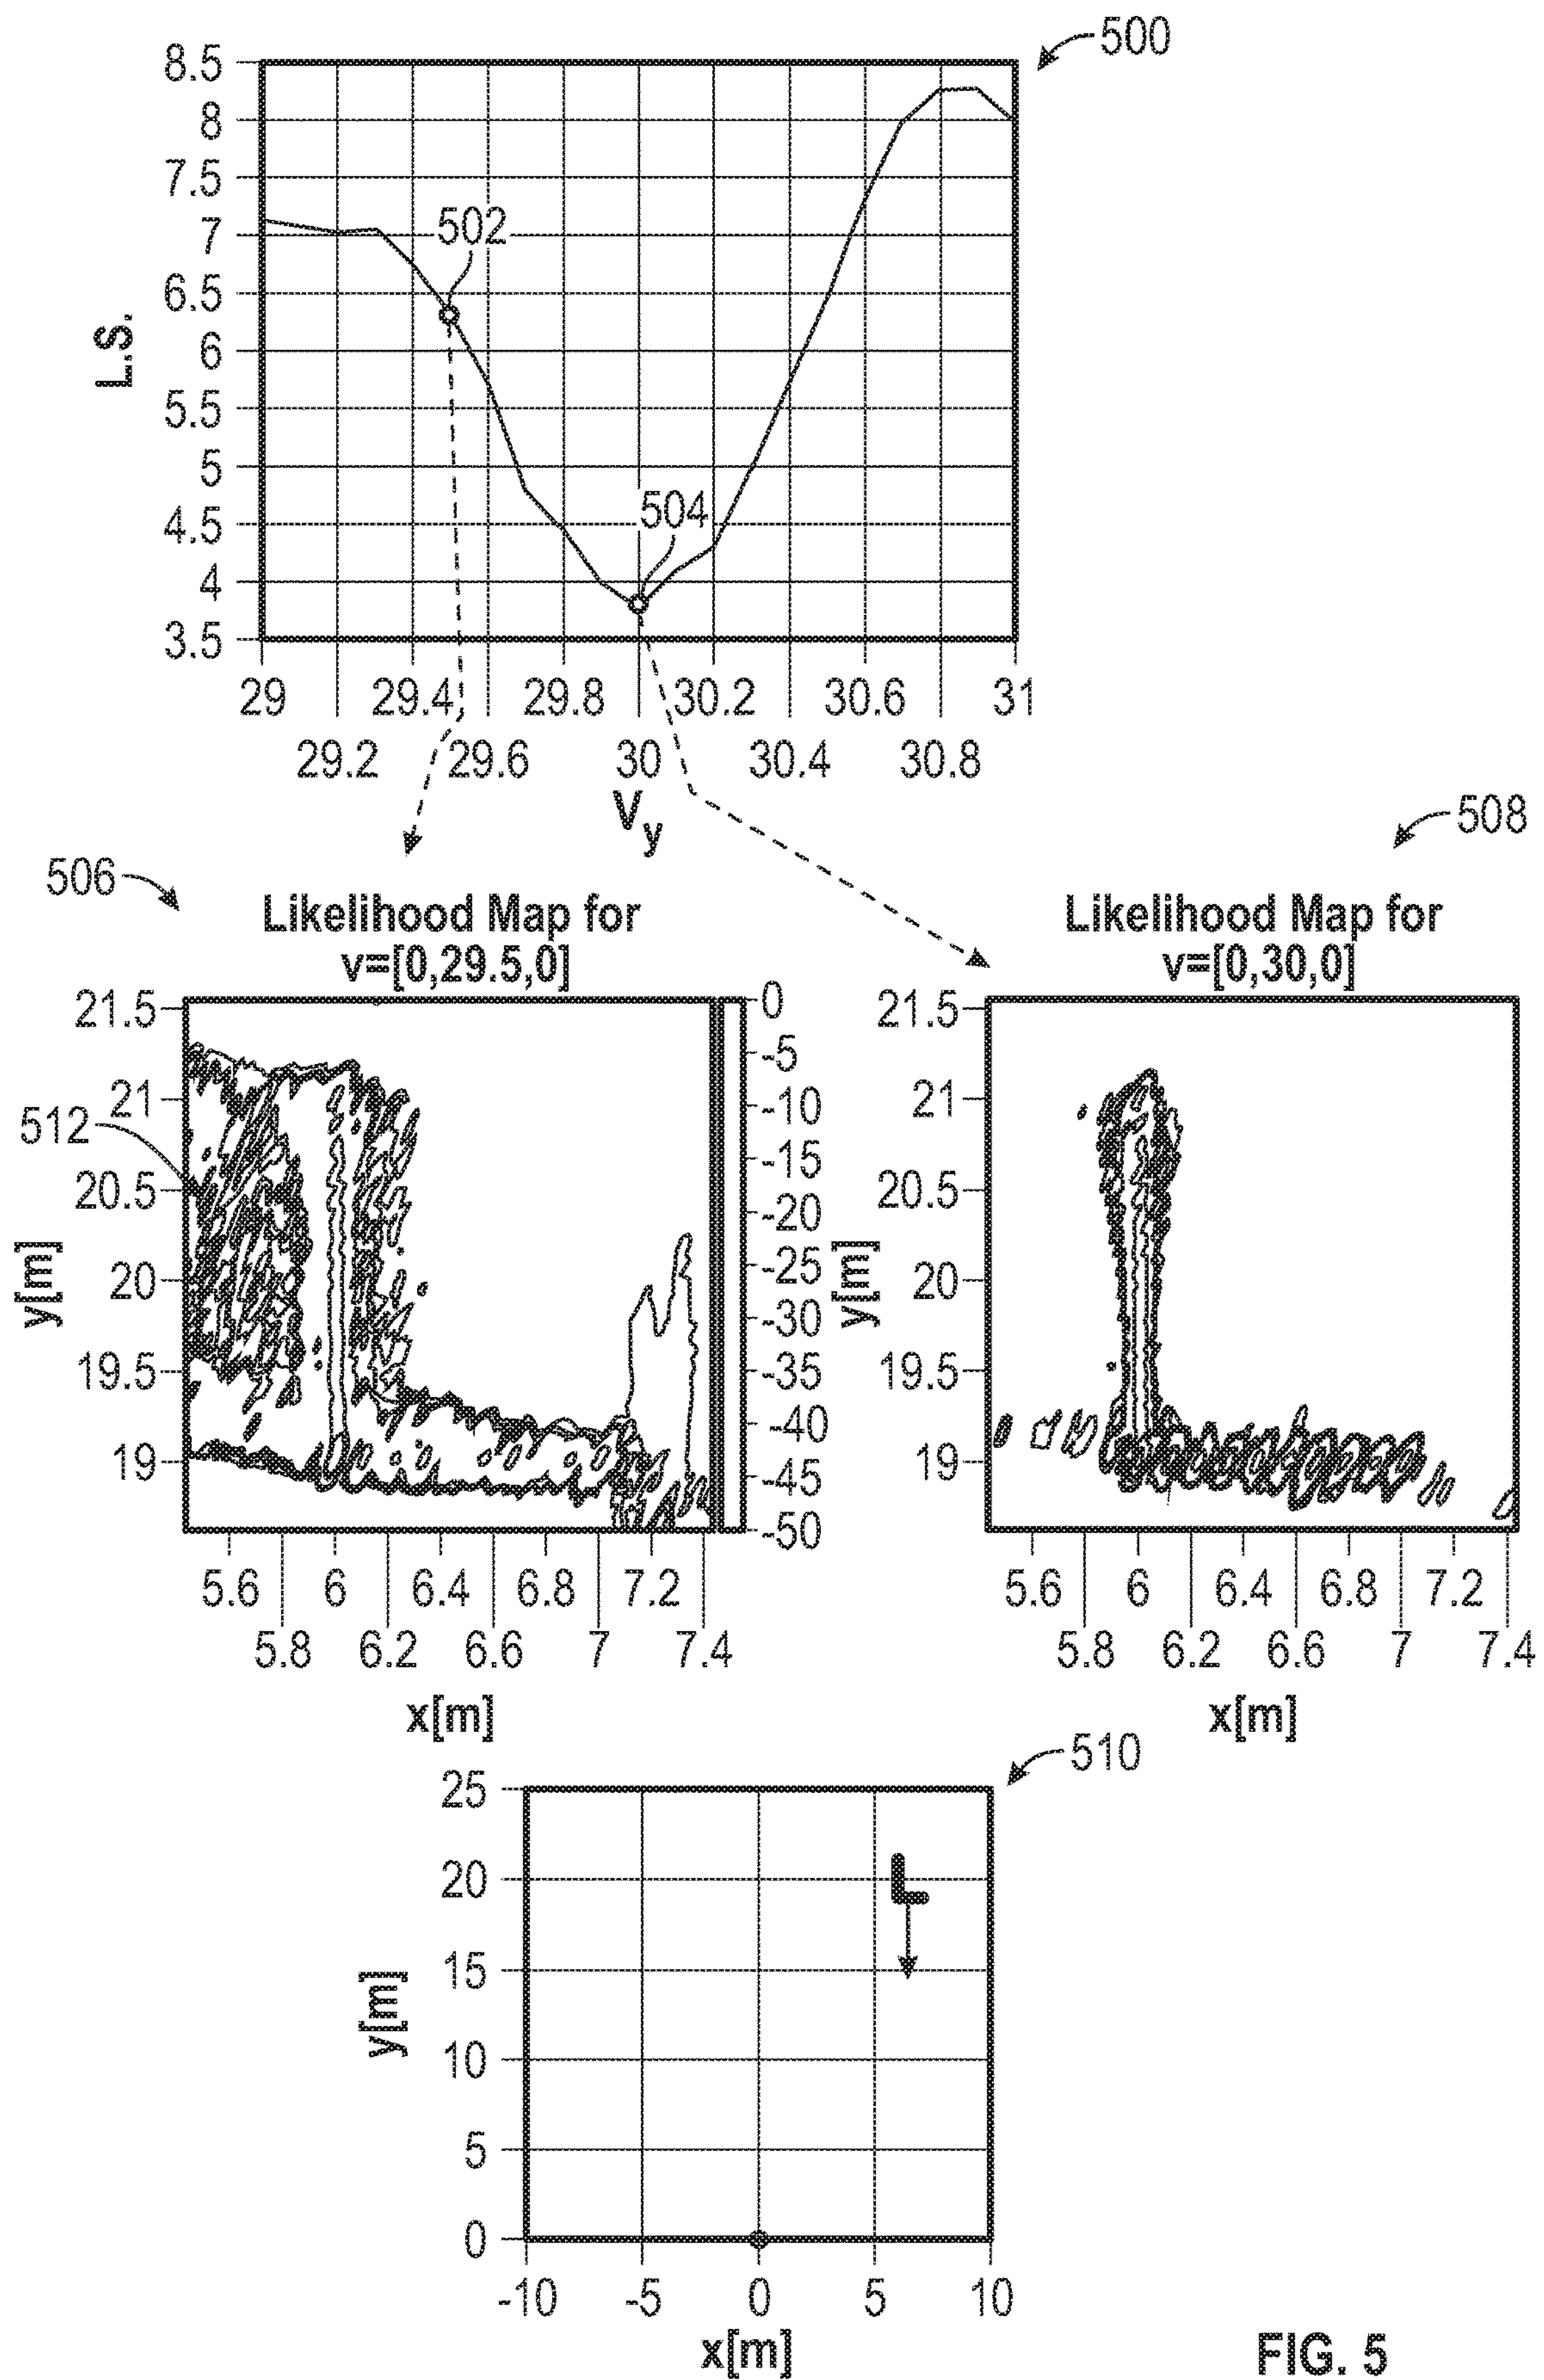 500
8.5
8
7.5
7
6.5
6
5.5
5
4.5
4
3.5
L.S.
502
504
29 29.4 29.8 30.2 30.6 31
29.2 29.6 30 30.4 30.8
Vy
506
508
Likelihood Map for
v=[0,29.5,0]
21.5
21
20.5
20
19.5
19
y[m]
512
0
-5
-10
-15
-20
-25
-30
-35
-40
-45
-50
5.6 6 6.4 6.8 7.2
5.8 6.2 6.6 7 7.4
x[m]
Likelihood Map for
v=[0,30,0]
21.5
21
20.5
20
19.5
19
y[m]
5.6 6 6.4 6.8 7.2
5.8 6.2 6.6 7 7.4
x[m]
510
25
20
15
10
5
0
y[m]
-10 -5 0 5 10
x[m]
FIG. 5